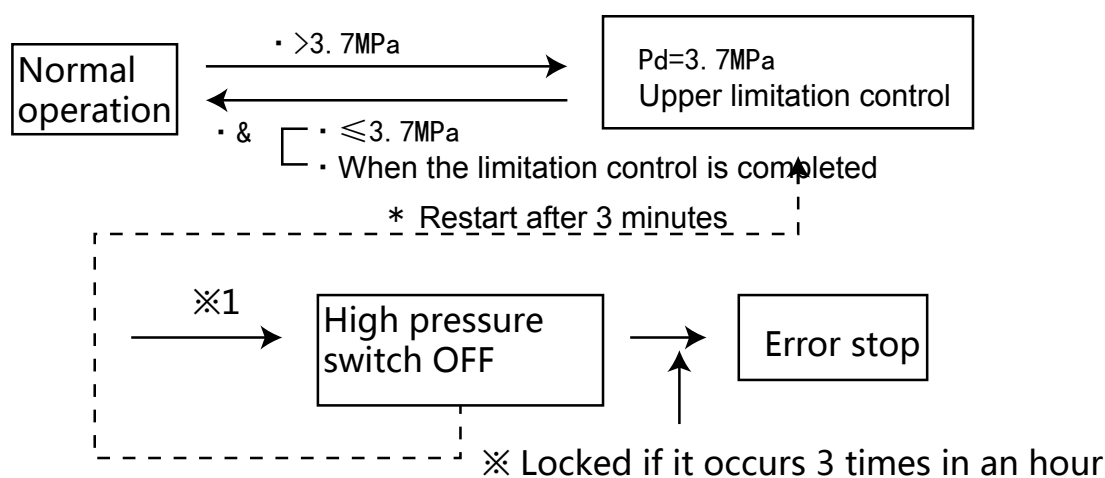 ・>3.7MPa
Normal
operation
Pd=3.7MPa
Upper limitation control
・& ・≤3.7MPa
・When the limitation control is completed
* Restart after 3 minutes
※1
High pressure
switch OFF
Error stop
※ Locked if it occurs 3 times in an hour